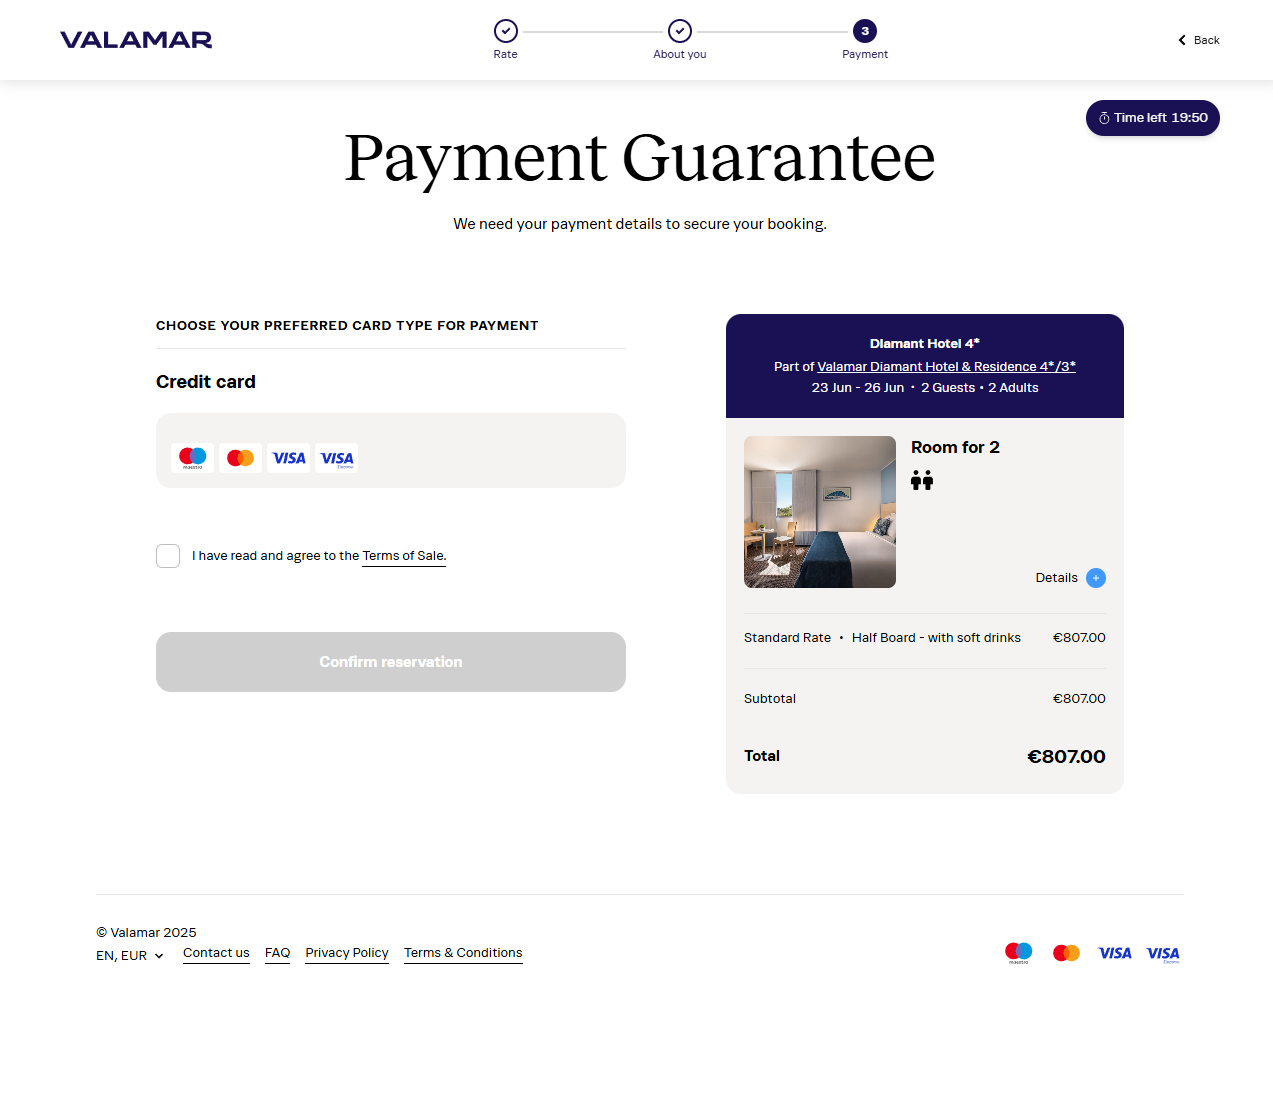 VALAMAR
Rate
About you
3
Payment
Back
Time left 19:50
Payment Guarantee
We need your payment details to secure your booking.
CHOOSE YOUR PREFERRED CARD TYPE FOR PAYMENT
Credit card
maestro
VISA
VISA
Electron
I have read and agree to the Terms of Sale.
Confirm reservation
Diamant Hotel 4*
Part of Valamar Diamant Hotel & Residence 4*/3*
23 Jun - 26 Jun • 2 Guests • 2 Adults
Room for 2
Details
Standard Rate • Half Board - with soft drinks €807.00
Subtotal €807.00
Total €807.00
© Valamar 2025
EN, EUR Contact us FAQ Privacy Policy Terms & Conditions
maestro
VISA
VISA
Electron